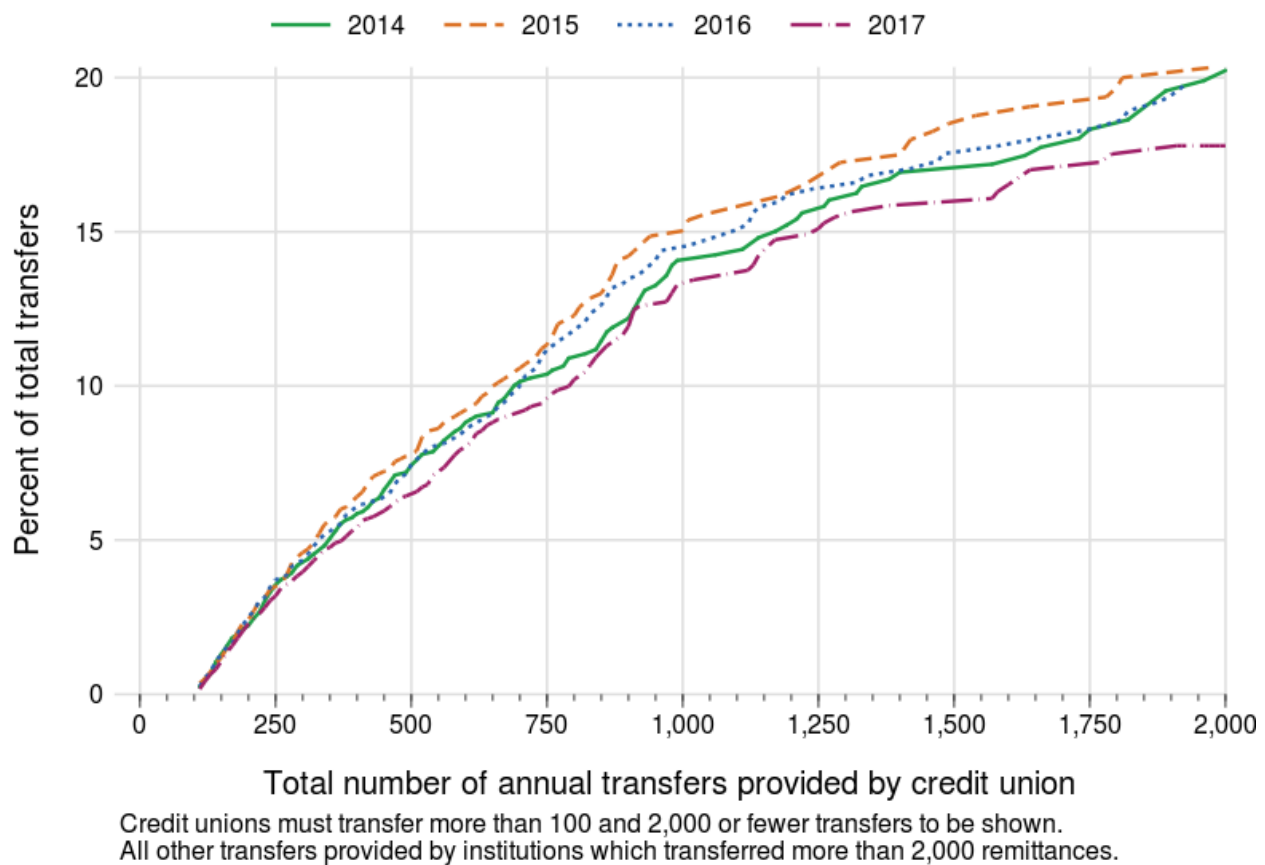 2014 2015 2016 2017
20
15
10
5
0
Percent of total transfers
0 250 500 750 1,000 1,250 1,500 1,750 2,000
Total number of annual transfers provided by credit union
Credit unions must transfer more than 100 and 2,000 or fewer transfers to be shown.
All other transfers provided by institutions which transferred more than 2,000 remittances.